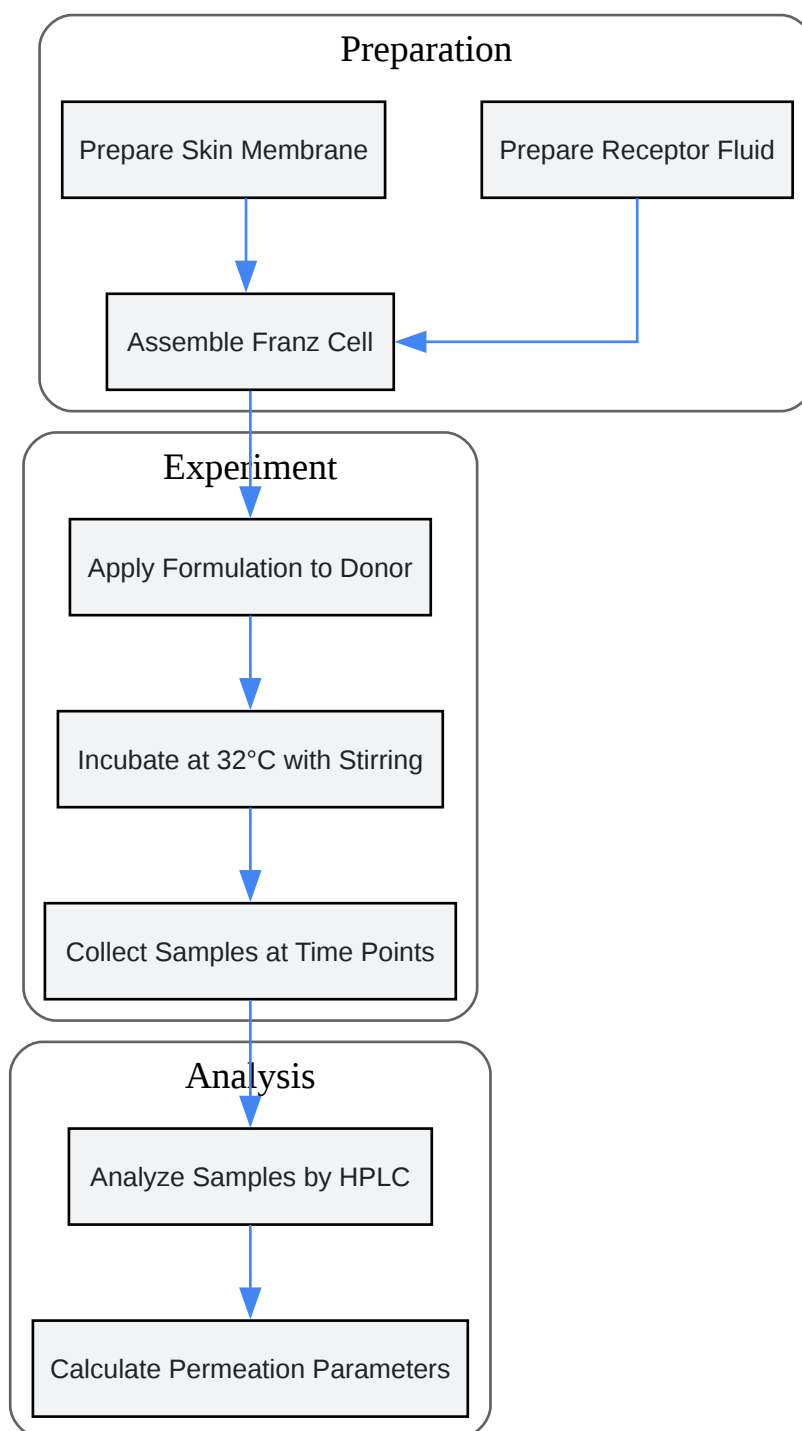 Preparation
Prepare Skin Membrane
Prepare Receptor Fluid
Assemble Franz Cell
Experiment
Apply Formulation to Donor
Incubate at 32°C with Stirring
Collect Samples at Time Points
Analysis
Analyze Samples by HPLC
Calculate Permeation Parameters